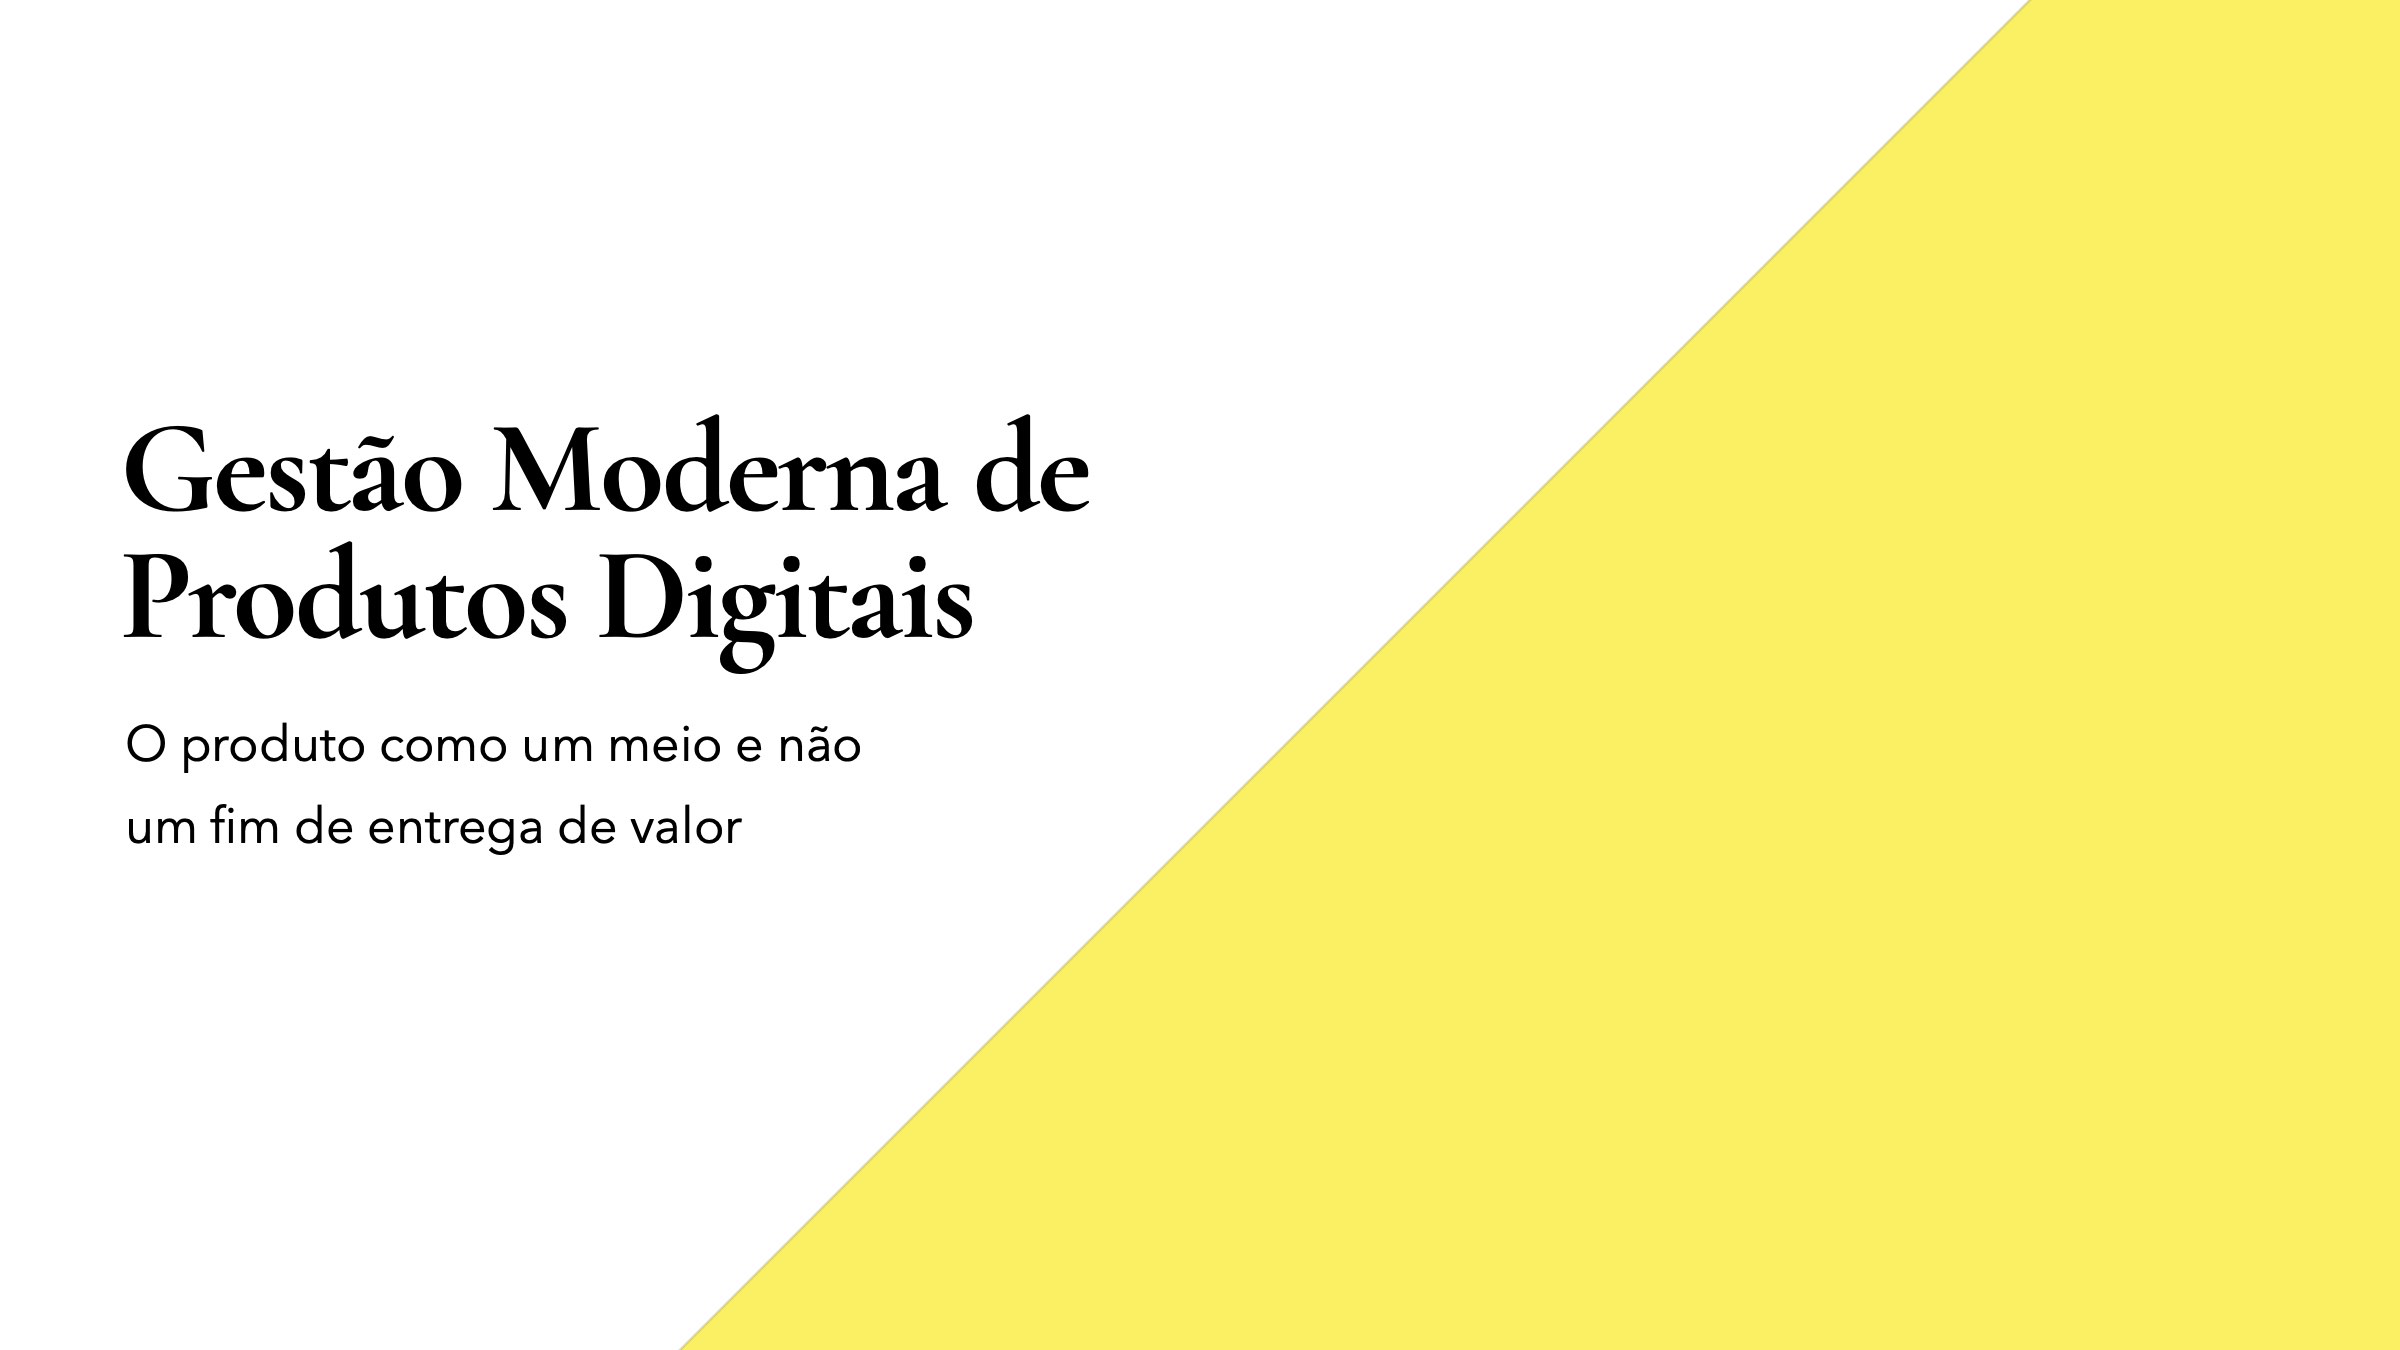 Gestão Moderna de
Produtos Digitais
O produto como um meio e não
um fim de entrega de valor